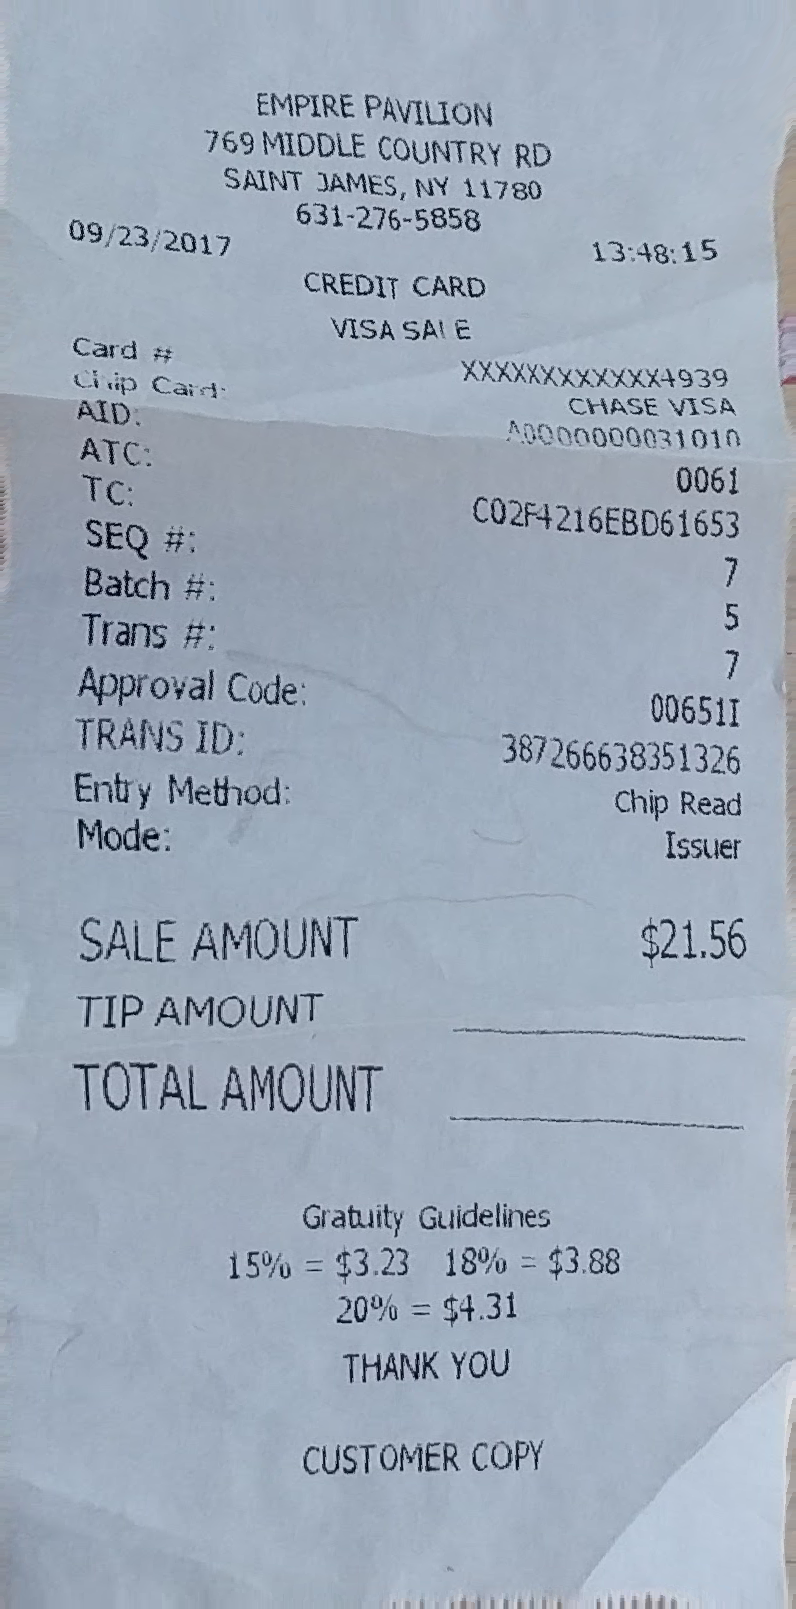 EMPIRE PAVILION
769 MIDDLE COUNTRY RD
SAINT JAMES, NY 11780
631-276-5858
09/23/2017 13:48:15
CREDIT CARD
VISA SALE
Card # XXXXXXXXXXXX4939
Chip Card: CHASE VISA
AID: A0000000031010
ATC: 0061
TC: C02F4216EBD61653
SEQ #: 7
Batch #: 5
Trans #: 7
Approval Code: 00651I
TRANS ID: 387266638351326
Entry Method: Chip Read
Mode: Issuer
SALE AMOUNT $21.56
TIP AMOUNT
TOTAL AMOUNT
Gratuity Guidelines
15% = $3.23 18% = $3.88
20% = $4.31
THANK YOU
CUSTOMER COPY